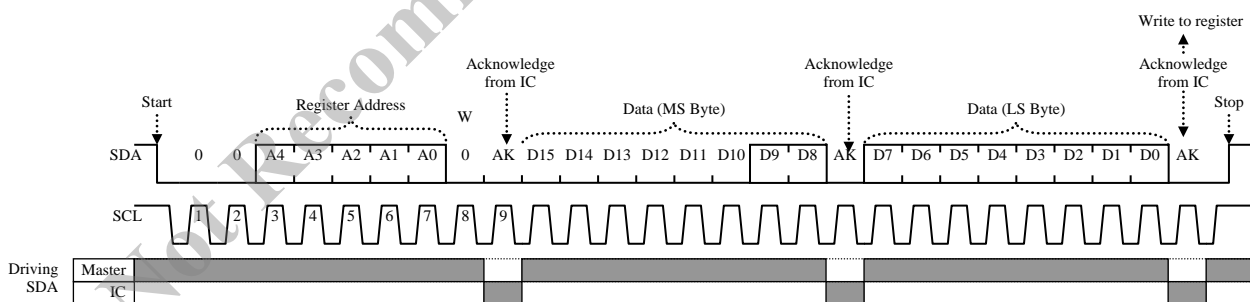 Write to register
Acknowledge
from IC
Acknowledge
from IC
Acknowledge
from IC
Start
Register Address
W
Data (MS Byte)
Data (LS Byte)
Stop
SDA 0 0 A4 A3 A2 A1 A0 0 AK D15 D14 D13 D12 D11 D10 D9 D8 AK D7 D6 D5 D4 D3 D2 D1 D0 AK
SCL 1 2 3 4 5 6 7 8 9
Driving
SDA
Master
IC
Not Recom